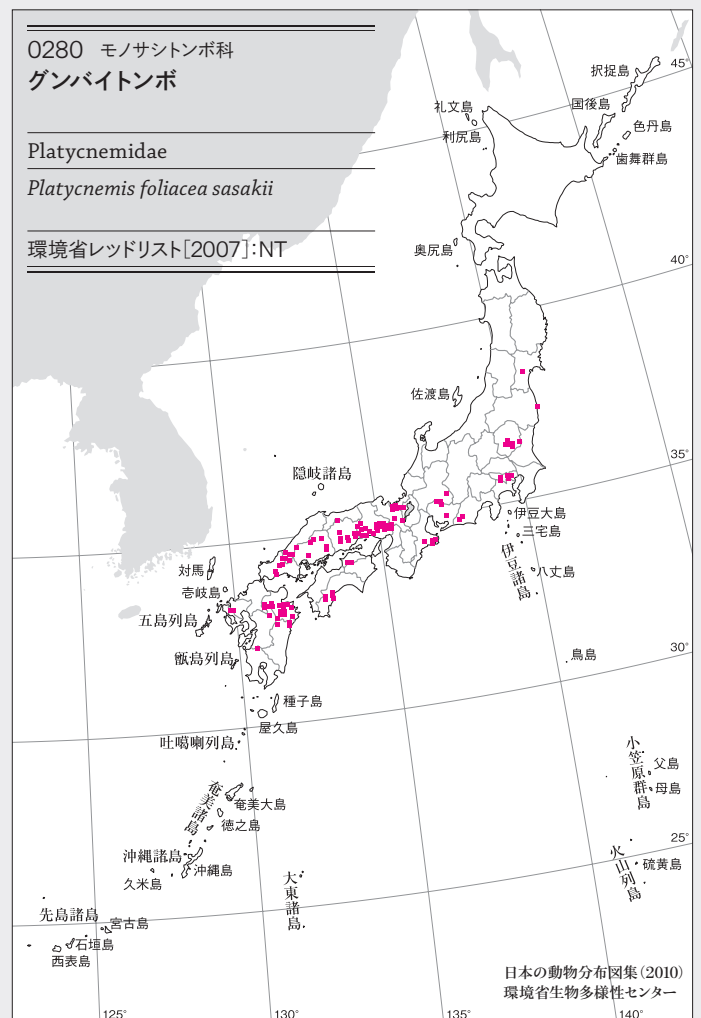 0280 モノサシトンボ科
グンバイトンボ
Platycnemidae
Platycnemis foliacea sasakii
環境省レッドリスト[2007]:NT
択捉島
45°
礼文島
国後島
利尻島
色丹島
歯舞群島
奥尻島
40°
佐渡島
35°
隠岐諸島
伊豆大島
三宅島
伊豆諸島
八丈島
対馬
壱岐島
五島列島
甑島列島
鳥島
30°
種子島
屋久島
吐噶喇列島
小笠原群島
父島
母島
奄美諸島
奄美大島
徳之島
25°
沖縄諸島
沖縄島
久米島
火山列島
硫黄島
大東諸島
先島諸島
宮古島
石垣島
西表島
日本の動物分布図集(2010)
環境省生物多様性センター
125°
130°
135°
140°